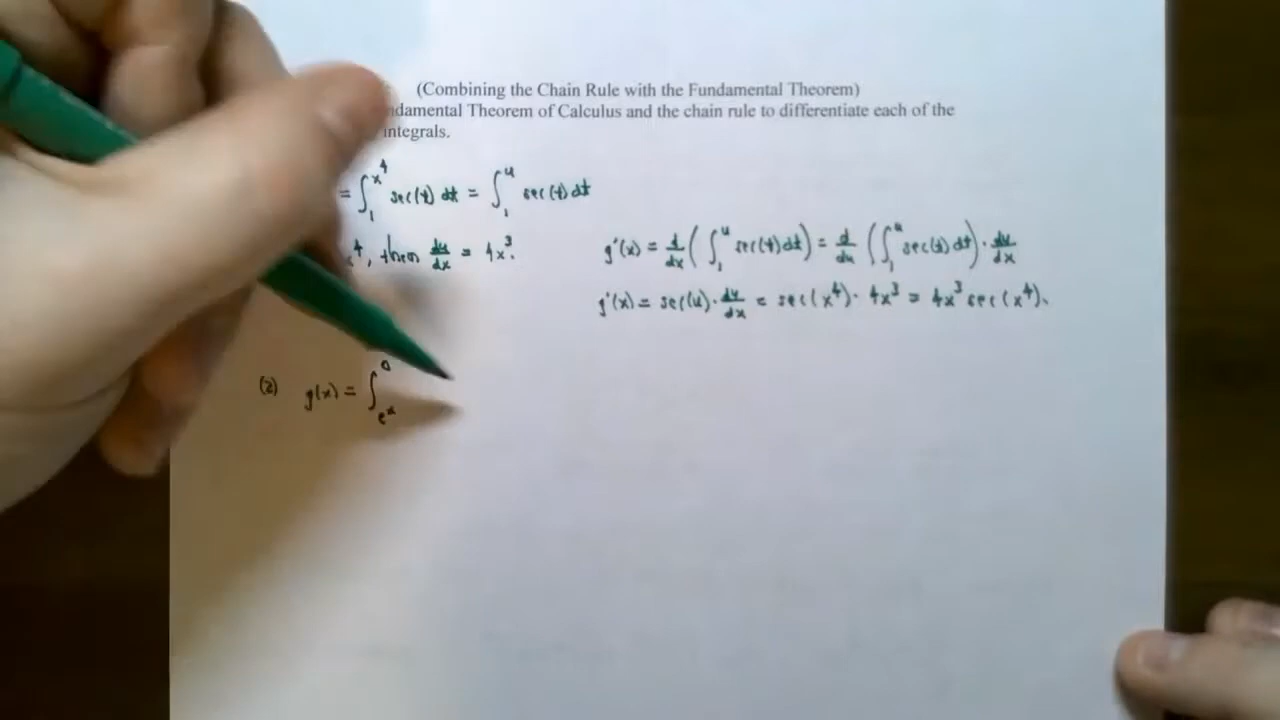 (Combining the Chain Rule with the Fundamental Theorem)
damental Theorem of Calculus and the chain rule to differentiate each of the
integrals.
= ∫₁^{x⁴} sec(t) dt = ∫₁^u sec(t) dt
⁴, then du/dx = 4x³.
g'(x) = d/dx (∫₁^u sec(t) dt) = d/du (∫₁^u sec(t) dt) · du/dx
g'(x) = sec(u) · du/dx = sec(x⁴) · 4x³ = 4x³ sec(x⁴).
(2) g(x) = ∫_{eˣ}^0